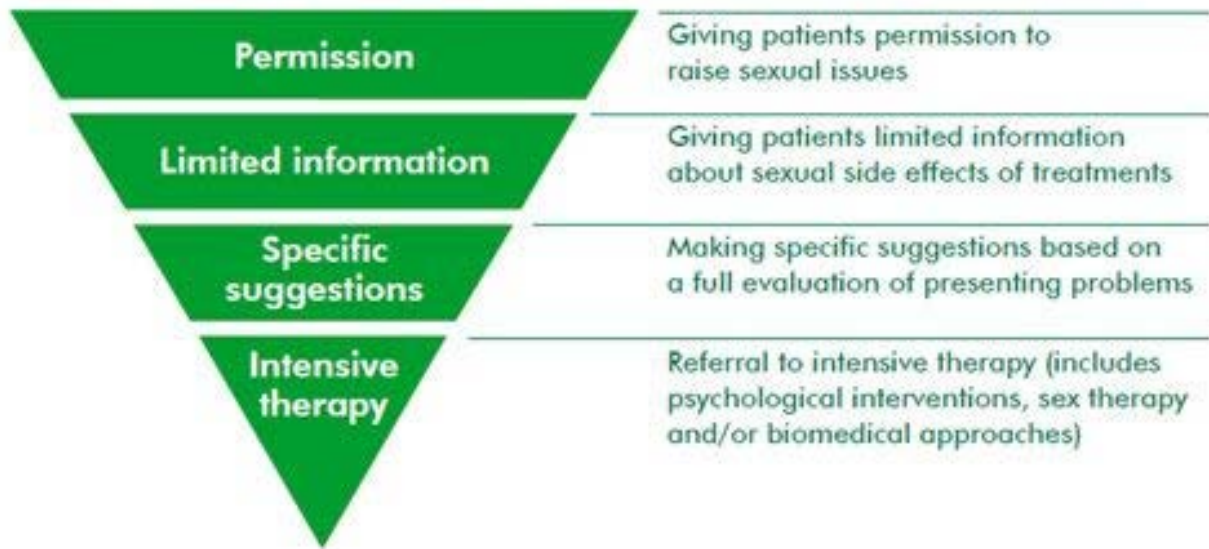 Permission
Giving patients permission to
raise sexual issues
Limited information
Giving patients limited information
about sexual side effects of treatments
Specific
suggestions
Making specific suggestions based on
a full evaluation of presenting problems
Intensive
therapy
Referral to intensive therapy (includes
psychological interventions, sex therapy
and/or biomedical approaches)